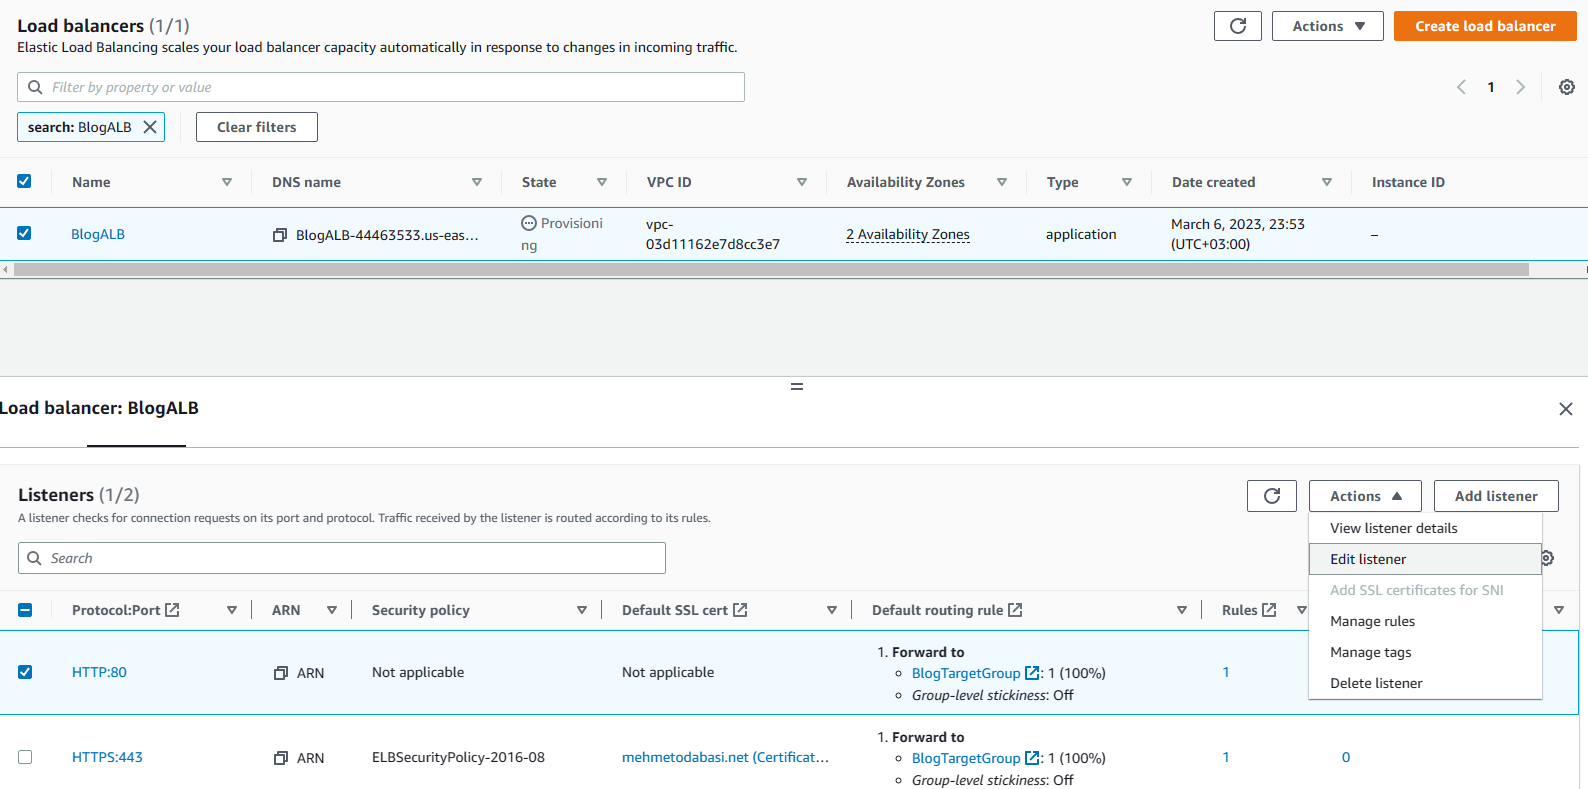 Load balancers (1/1)
Actions
Create load balancer
Elastic Load Balancing scales your load balancer capacity automatically in response to changes in incoming traffic.
Filter by property or value
1
search: BlogALB
Clear filters
Name
DNS name
State
VPC ID
Availability Zones
Type
Date created
Instance ID
BlogALB
BlogALB-44463533.us-eas...
Provisioni
ng
vpc-
03d11162e7d8cc3e7
2 Availability Zones
application
March 6, 2023, 23:53
(UTC+03:00)
–
Load balancer: BlogALB
Listeners (1/2)
Actions
Add listener
A listener checks for connection requests on its port and protocol. Traffic received by the listener is routed according to its rules.
View listener details
Search
Edit listener
Add SSL certificates for SNI
Manage rules
Manage tags
Delete listener
Protocol:Port
ARN
Security policy
Default SSL cert
Default routing rule
Rules
HTTP:80
ARN
Not applicable
Not applicable
1. Forward to
BlogTargetGroup : 1 (100%)
Group-level stickiness: Off
1
HTTPS:443
ARN
ELBSecurityPolicy-2016-08
mehmetodabasi.net (Certificat...
1. Forward to
BlogTargetGroup : 1 (100%)
Group-level stickiness: Off
1
0